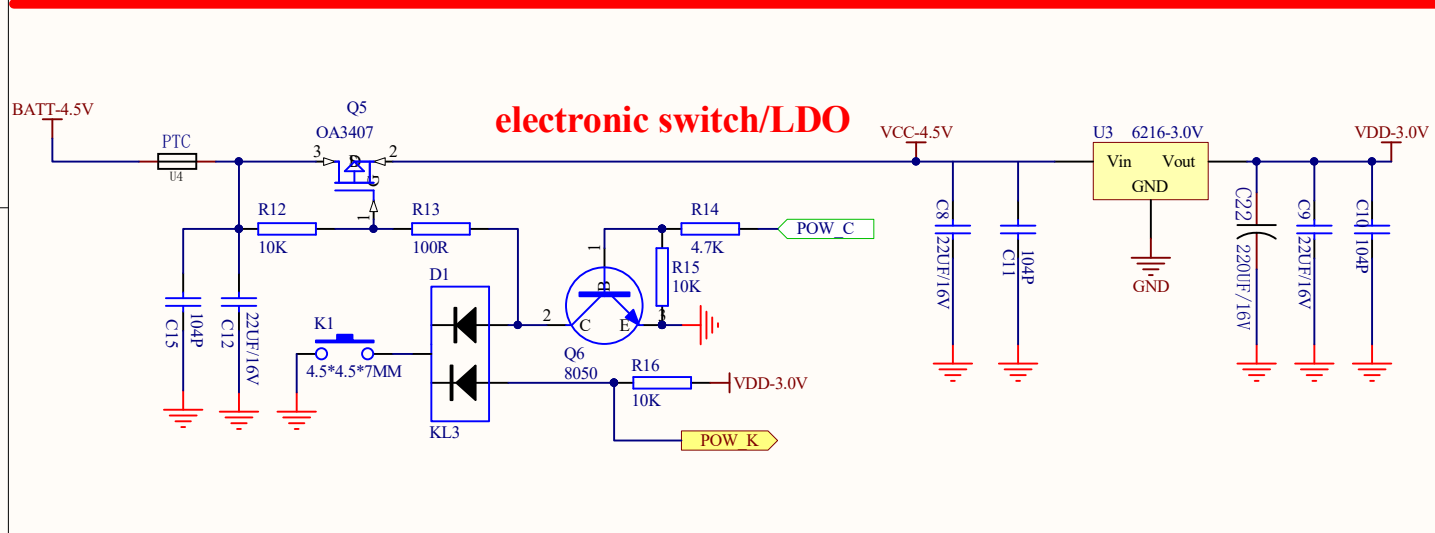 electronic switch/LDO
BATT-4.5V
PTC
U4
Q5
OA3407
3
D
2
G
1
R12
10K
R13
100R
R14
4.7K
POW_C
R15
10K
1
B
2
C
E
3
Q6
8050
D1
KL3
K1
4.5*4.5*7MM
R16
10K
VDD-3.0V
POW_K
104P
C15
22UF/16V
C12
VCC-4.5V
C8
22UF/16V
104P
C11
U3 6216-3.0V
Vin Vout
GND
GND
VDD-3.0V
C22
220UF/16V
C9
22UF/16V
C10
104P